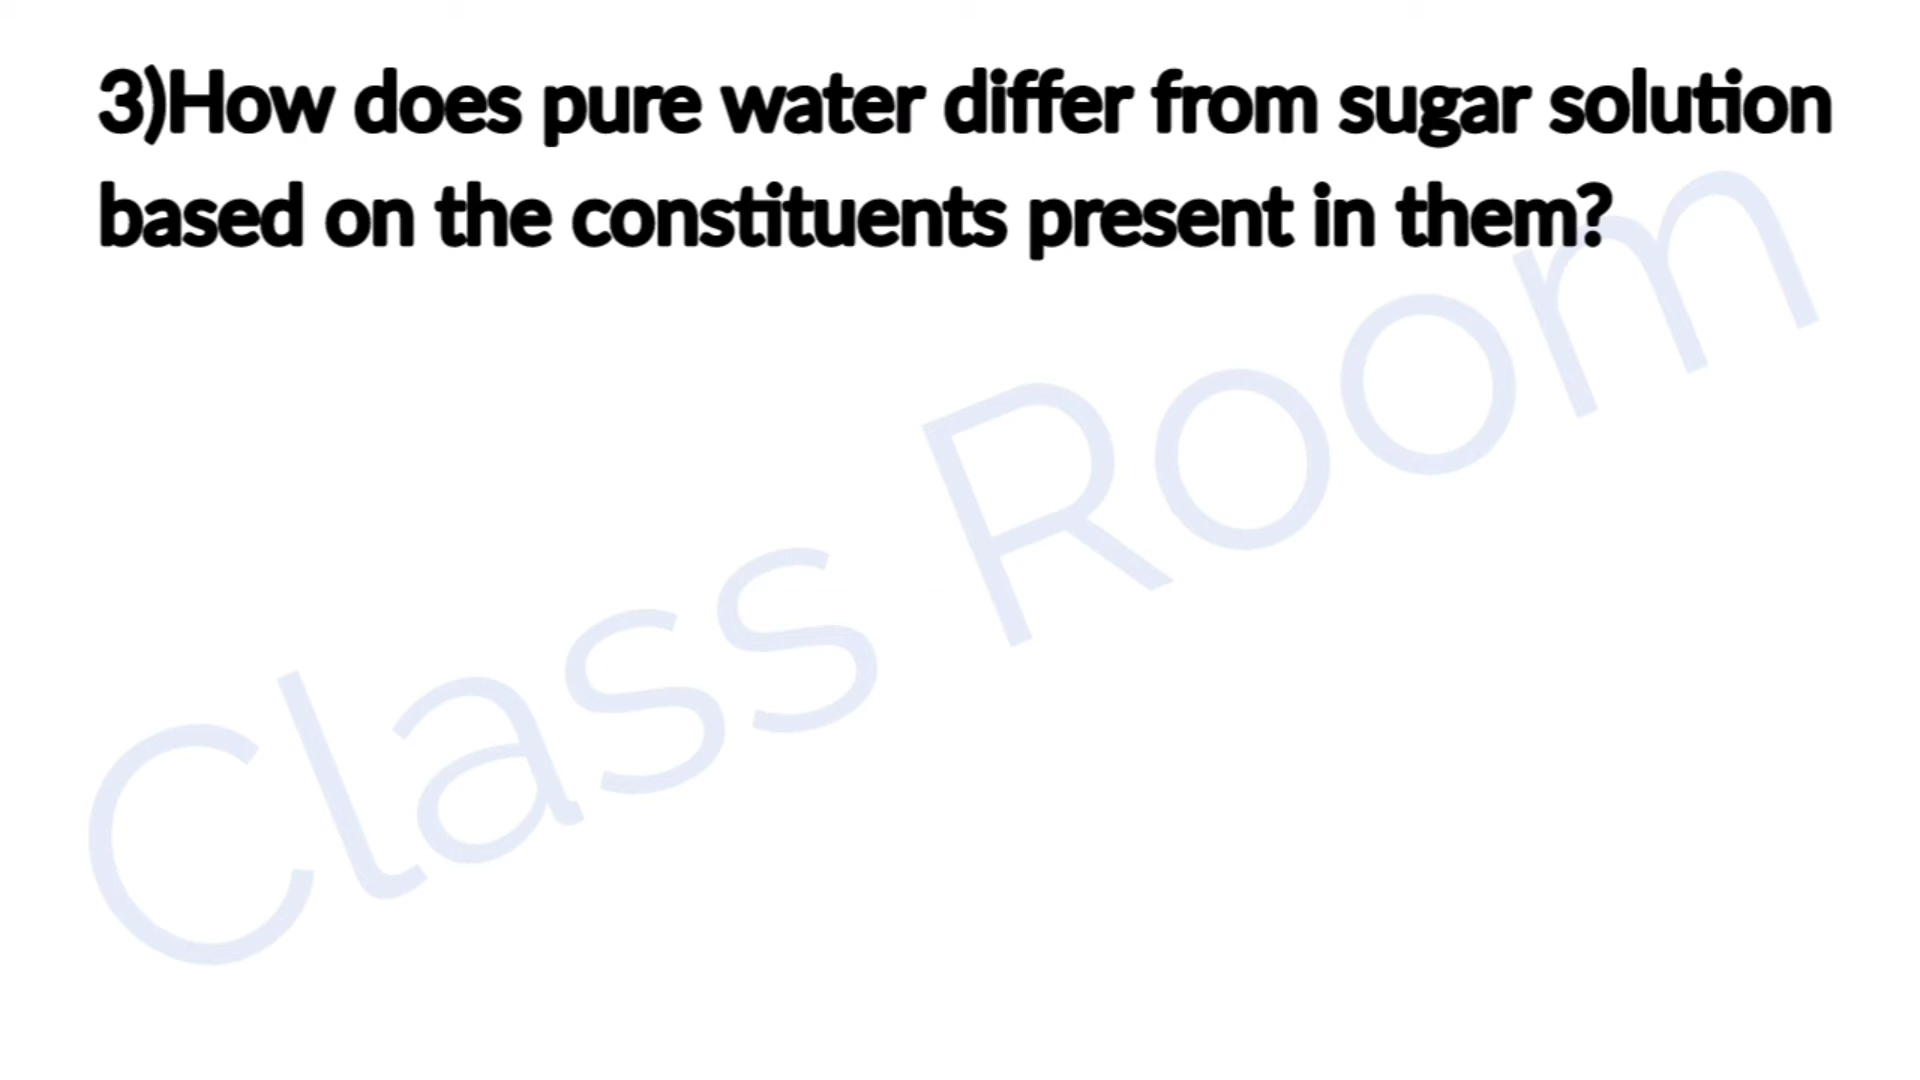 3)How does pure water differ from sugar solution
based on the constituents present in them?
Class Room